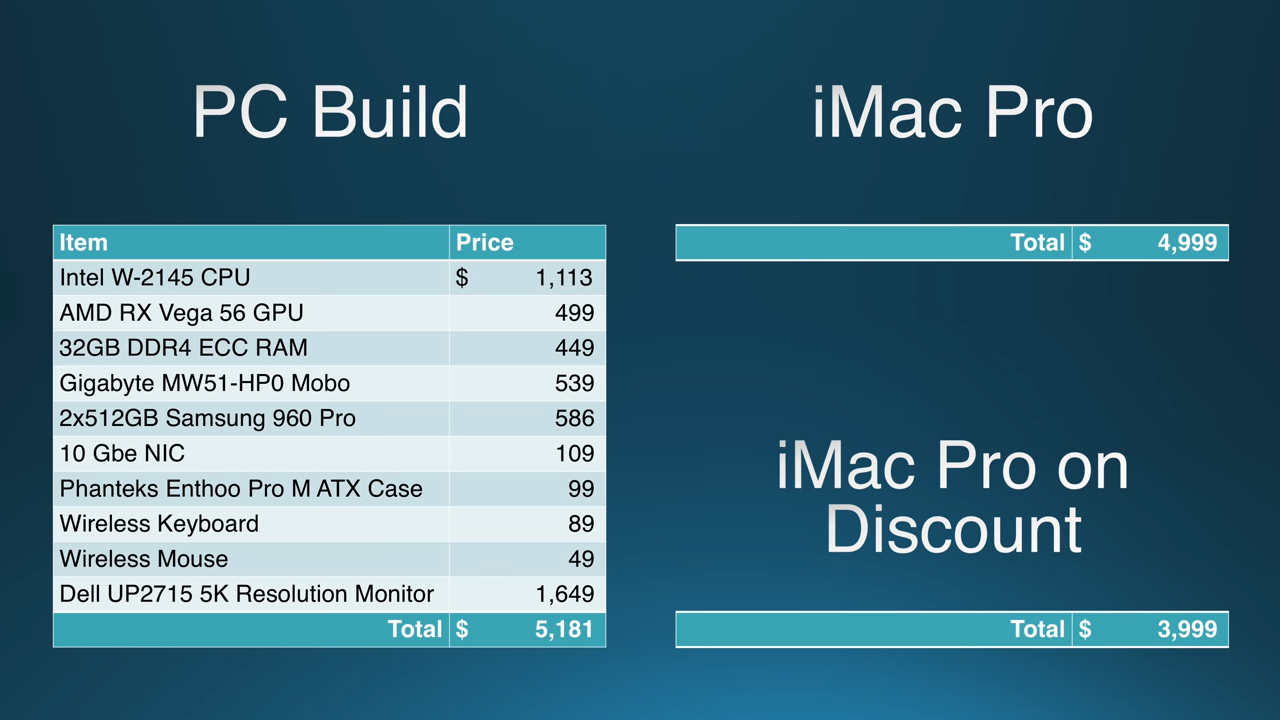 PC Build
Item Price
Intel W-2145 CPU $ 1,113
AMD RX Vega 56 GPU 499
32GB DDR4 ECC RAM 449
Gigabyte MW51-HP0 Mobo 539
2x512GB Samsung 960 Pro 586
10 Gbe NIC 109
Phanteks Enthoo Pro M ATX Case 99
Wireless Keyboard 89
Wireless Mouse 49
Dell UP2715 5K Resolution Monitor 1,649
Total $ 5,181
iMac Pro
Total $ 4,999
iMac Pro on
Discount
Total $ 3,999